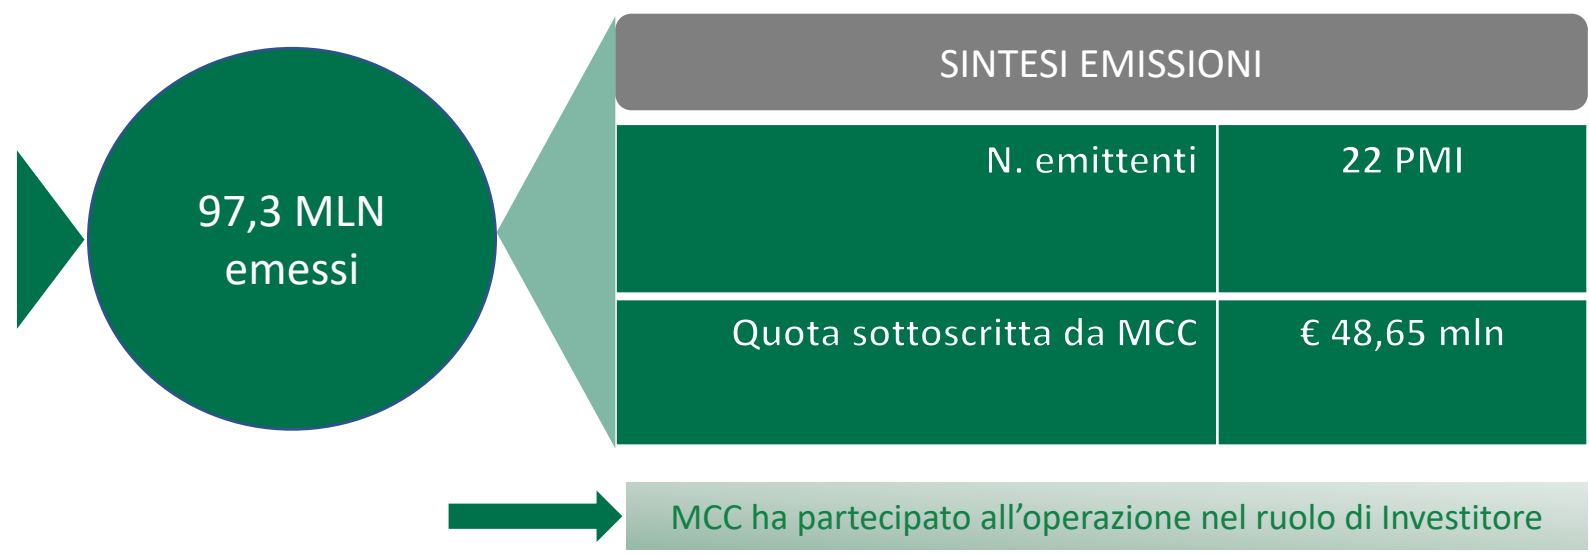 SINTESI EMISSIONI
97,3 MLN
emessi
N. emittenti 22 PMI
Quota sottoscritta da MCC € 48,65 mln
MCC ha partecipato all’operazione nel ruolo di Investitore